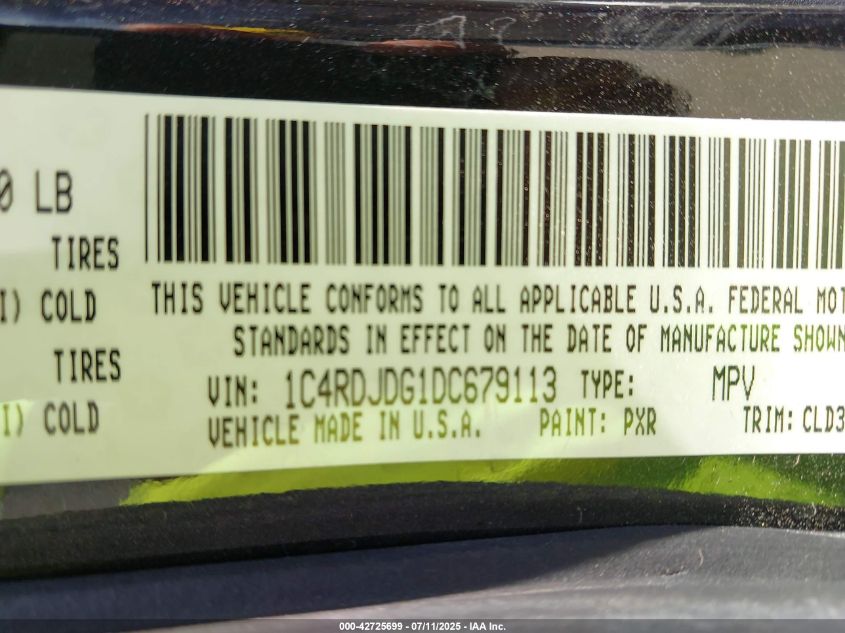 0 LB
TIRES
I) COLD
TIRES
I) COLD
THIS VEHICLE CONFORMS TO ALL APPLICABLE U.S.A. FEDERAL MOT
STANDARDS IN EFFECT ON THE DATE OF MANUFACTURE SHOWN
VIN: 1C4RDJDG1DC679113 TYPE: MPV
VEHICLE MADE IN U.S.A. PAINT: PXR TRIM: CLD3
000-42725699 - 07/11/2025 - IAA Inc.